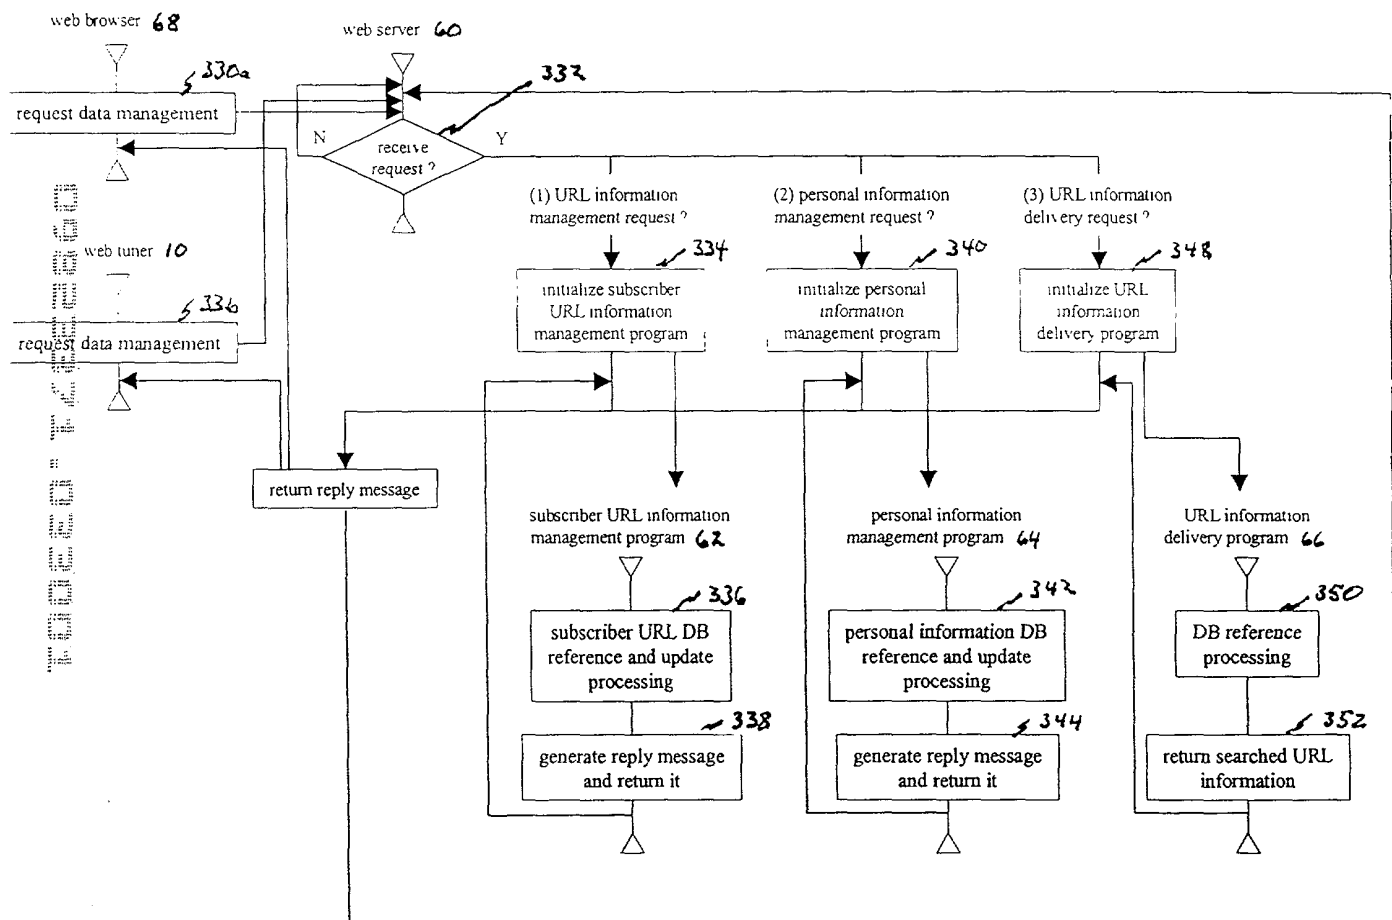 web browser 68
web server 60
330a
332
request data management
N
Y
receive
request ?
(1) URL information
management request ?
(2) personal information
management request ?
(3) URL information
delivery request ?
web tuner 10
334
340
348
initialize subscriber
URL information
management program
initialize personal
information
management program
initialize URL
information
delivery program
33b
request data management
return reply message
subscriber URL information
management program 62
personal information
management program 64
URL information
delivery program 66
336
342
350
subscriber URL DB
reference and update
processing
personal information DB
reference and update
processing
DB reference
processing
338
344
352
generate reply message
and return it
generate reply message
and return it
return searched URL
information